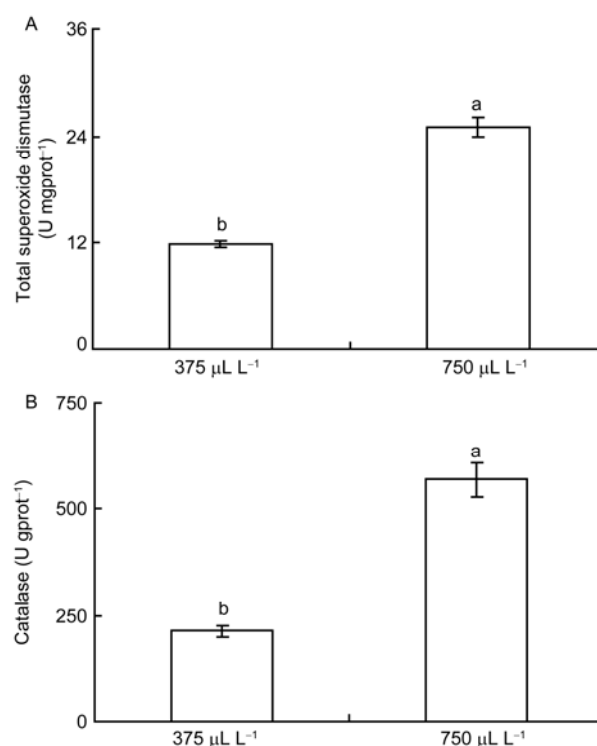 A
36
24
12
0
Total superoxide dismutase
(U mgprot⁻¹)
b
a
375 μL L⁻¹
750 μL L⁻¹
B
750
500
250
0
Catalase (U gprot⁻¹)
b
a
375 μL L⁻¹
750 μL L⁻¹